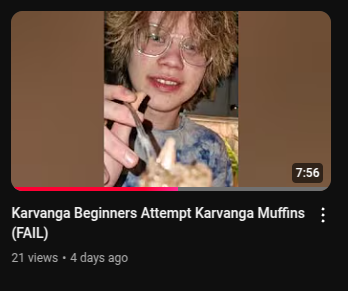 7:56
Karvanga Beginners Attempt Karvanga Muffins
(FAIL)
21 views • 4 days ago